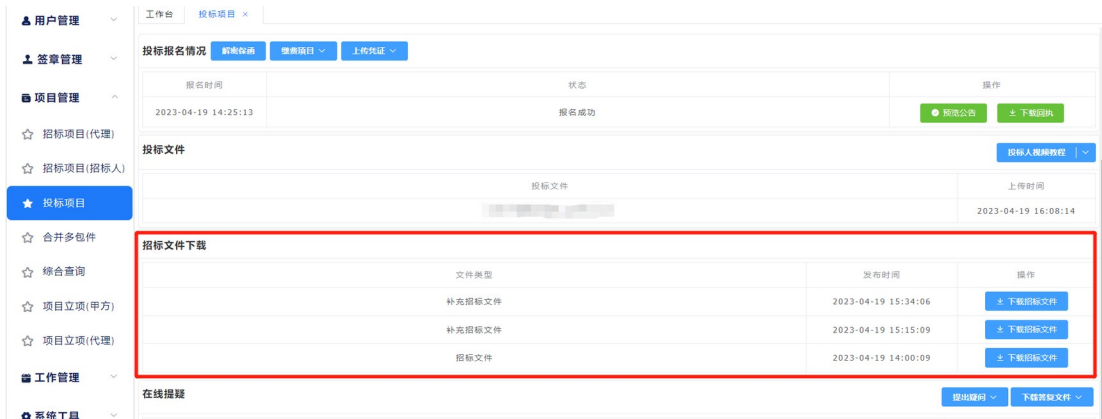 用户管理
签章管理
项目管理
招标项目(代理)
招标项目(招标人)
投标项目
合并多包件
综合查询
项目立项(甲方)
项目立项(代理)
工作管理
系统工具
工作台 投标项目 ×
投标报名情况 解密保函 缴费项目 上传凭证
报名时间 状态 操作
2023-04-19 14:25:13 报名成功 预览公告 下载回执
投标文件 投标人视频教程
投标文件 上传时间
2023-04-19 16:08:14
招标文件下载
文件类型 发布时间 操作
补充招标文件 2023-04-19 15:34:06 下载招标文件
补充招标文件 2023-04-19 15:15:09 下载招标文件
招标文件 2023-04-19 14:00:09 下载招标文件
在线提疑 提出疑问 下载答复文件